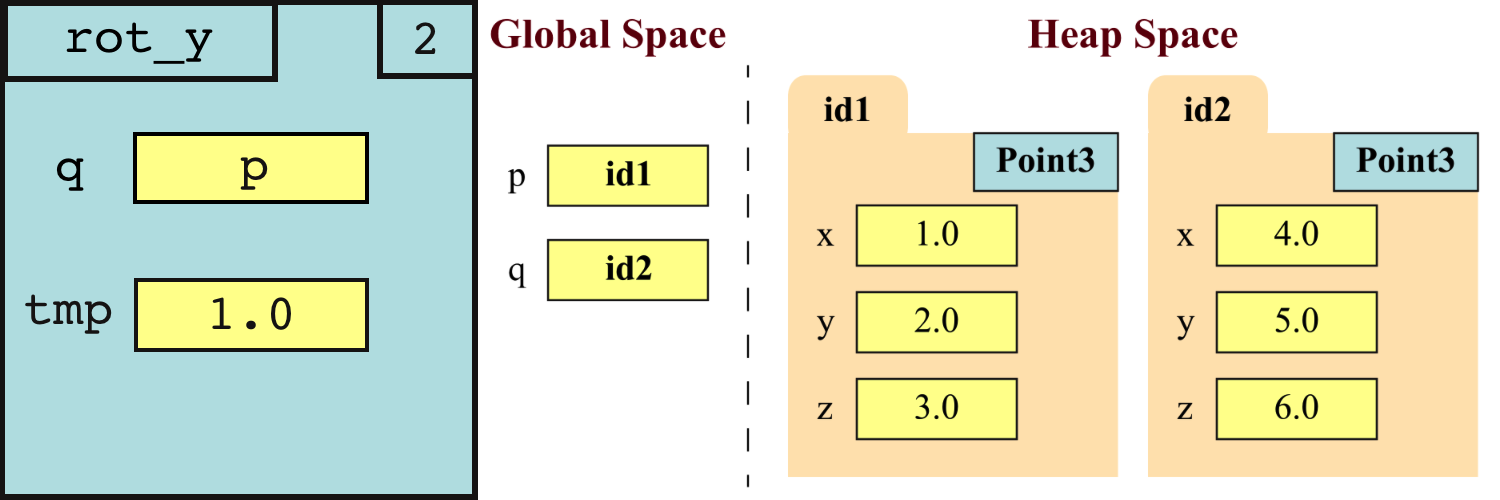 rot_y
2
q
p
tmp
1.0
Global Space
p
id1
q
id2
Heap Space
id1
Point3
x
1.0
y
2.0
z
3.0
id2
Point3
x
4.0
y
5.0
z
6.0